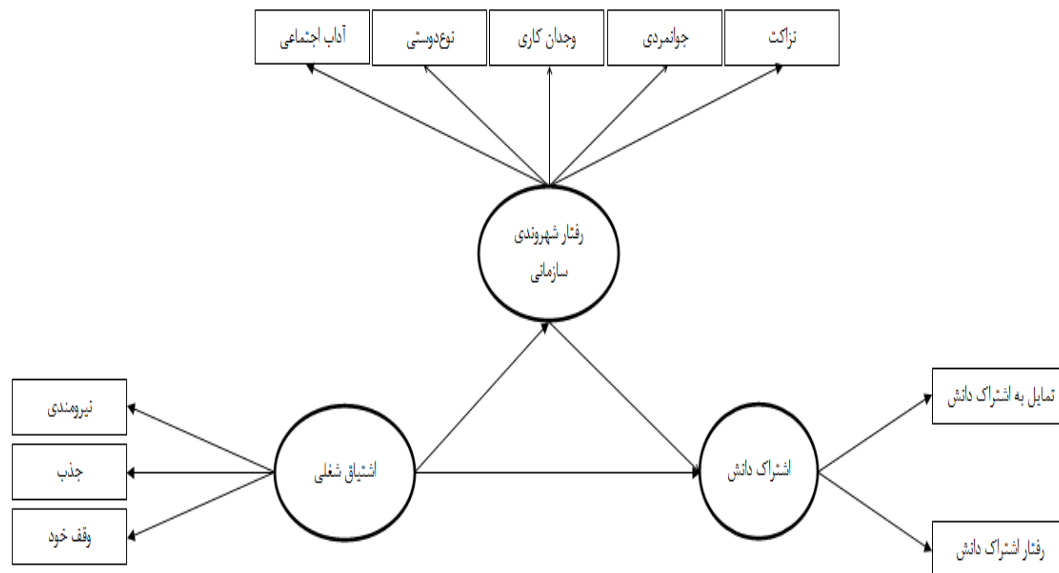 نزاکت
جوانمردی
وجدان کاری
نوع‌دوستی
آداب اجتماعی
رفتار شهروندی
سازمانی
تمایل به اشتراک دانش
نیرومندی
اشتراک دانش
اشتیاق شغلی
جذب
رفتار اشتراک دانش
وقف خود